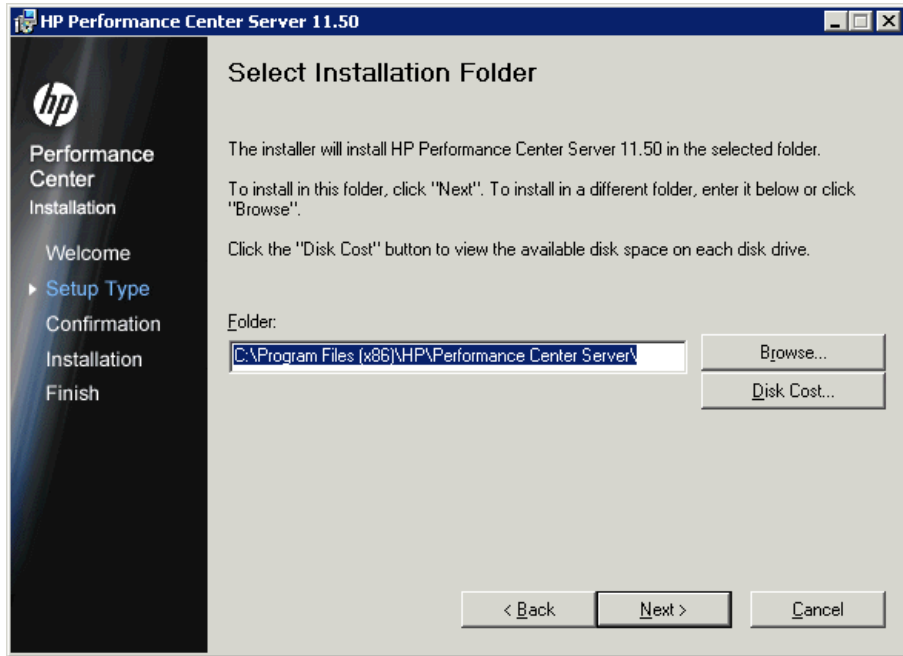 HP Performance Center Server 11.50
hp
Performance
Center
Installation
Welcome
Setup Type
Confirmation
Installation
Finish
Select Installation Folder
The installer will install HP Performance Center Server 11.50 in the selected folder.
To install in this folder, click "Next". To install in a different folder, enter it below or click
"Browse".
Click the "Disk Cost" button to view the available disk space on each disk drive.
Folder:
C:\Program Files (x86)\HP\Performance Center Server\
Browse...
Disk Cost...
< Back
Next >
Cancel